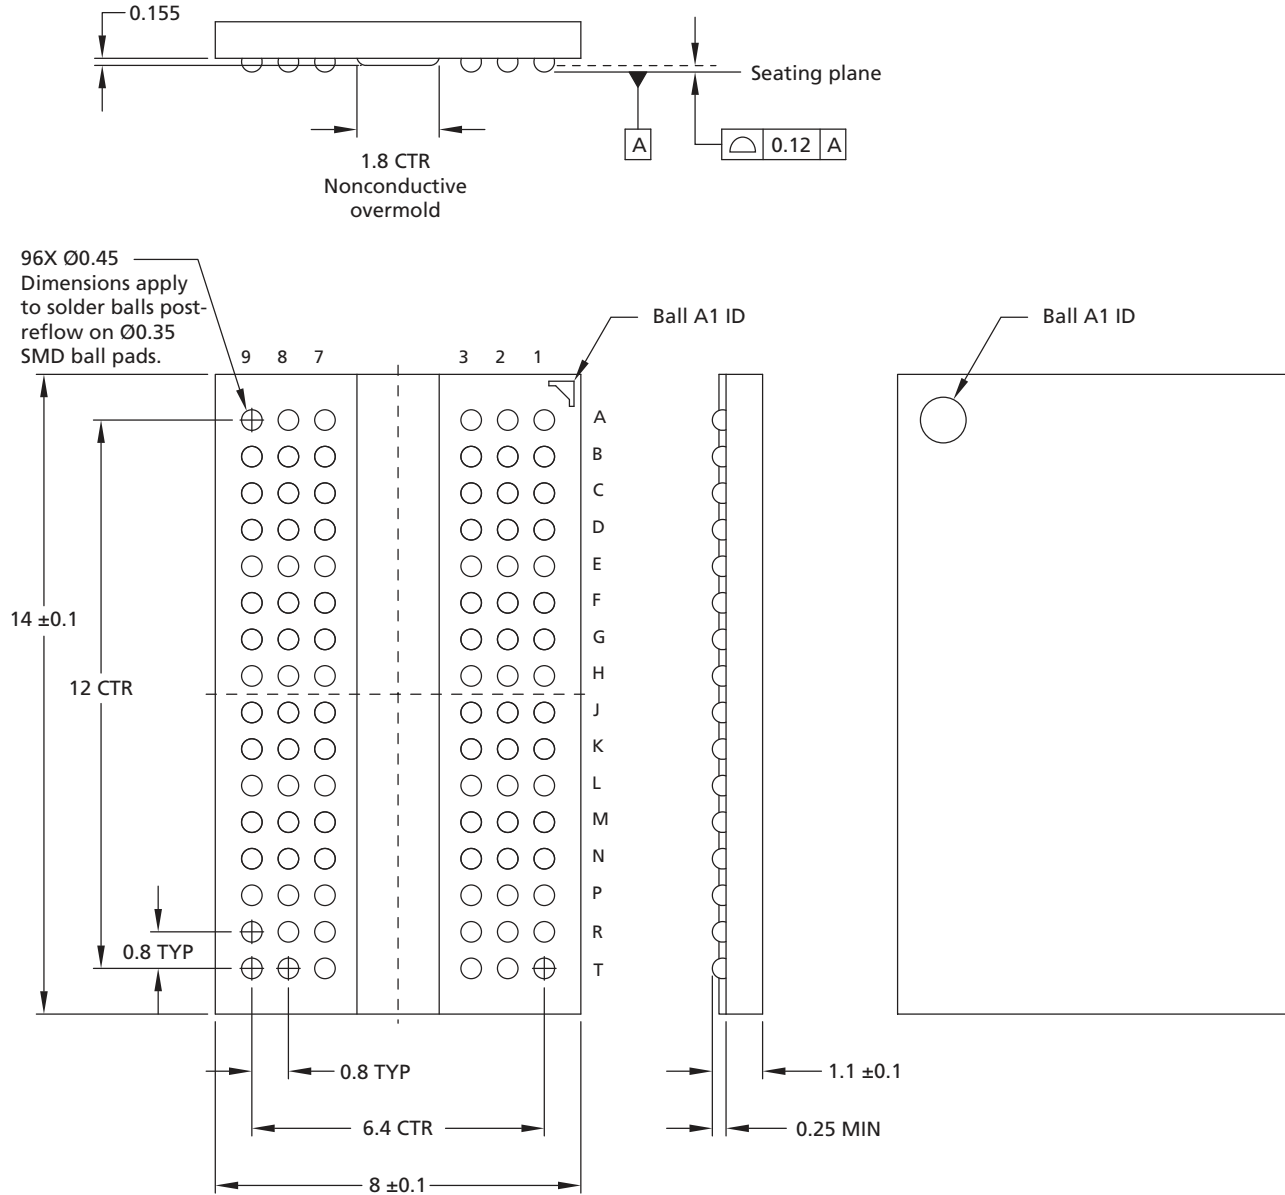 0.155
Seating plane
A
0.12 A
1.8 CTR
Nonconductive
overmold
96X Ø0.45
Dimensions apply
to solder balls post-
reflow on Ø0.35
SMD ball pads.
Ball A1 ID
Ball A1 ID
9 8 7 3 2 1
A
B
C
D
E
F
G
H
J
K
L
M
N
P
R
T
14 ±0.1
12 CTR
0.8 TYP
0.8 TYP
1.1 ±0.1
6.4 CTR
0.25 MIN
8 ±0.1